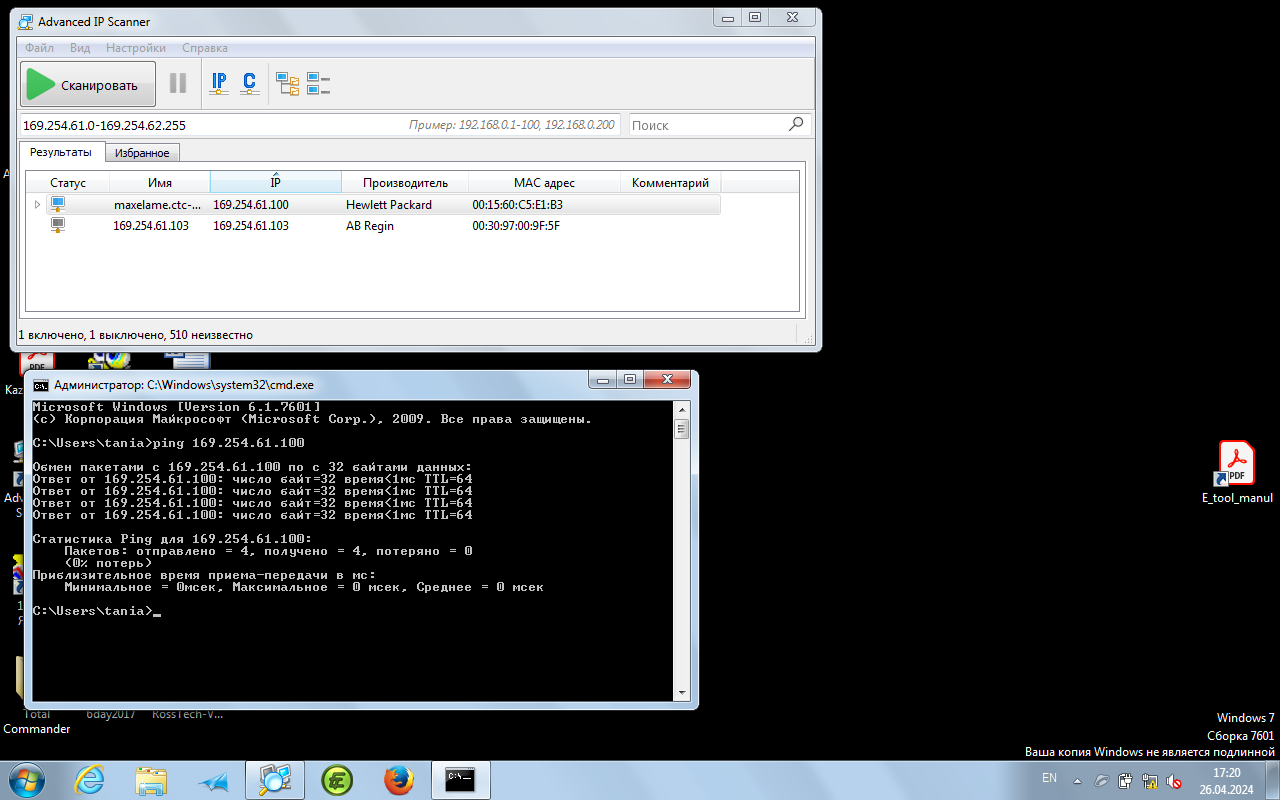 Advanced IP Scanner
Файл Вид Настройки Справка
Сканировать
IP C
169.254.61.0-169.254.62.255 Пример: 192.168.0.1-100, 192.168.0.200 Поиск
Результаты Избранное
Статус Имя IP Производитель MAC адрес Комментарий
maxelame.ctc-... 169.254.61.100 Hewlett Packard 00:15:60:C5:E1:B3
169.254.61.103 169.254.61.103 AB Regin 00:30:97:00:9F:5F
1 включено, 1 выключено, 510 неизвестно
PDF
Kaz
Администратор: C:\Windows\system32\cmd.exe
Microsoft Windows [Version 6.1.7601]
(c) Корпорация Майкрософт (Microsoft Corp.), 2009. Все права защищены.
C:\Users\tania>ping 169.254.61.100
Обмен пакетами с 169.254.61.100 по с 32 байтами данных:
Ответ от 169.254.61.100: число байт=32 время<1мс TTL=64
Ответ от 169.254.61.100: число байт=32 время<1мс TTL=64
Ответ от 169.254.61.100: число байт=32 время<1мс TTL=64
Ответ от 169.254.61.100: число байт=32 время<1мс TTL=64
Статистика Ping для 169.254.61.100:
Пакетов: отправлено = 4, получено = 4, потеряно = 0
(0% потерь)
Приблизительное время приема-передачи в мс:
Минимальное = 0мсек, Максимальное = 0 мсек, Среднее = 0 мсек
C:\Users\tania>_
PDF
E_tool_manul
Total 6day2017 RossTech-V...
Commander
Windows 7
Сборка 7601
Ваша копия Windows не является подлинной
EN 17:20
26.04.2024